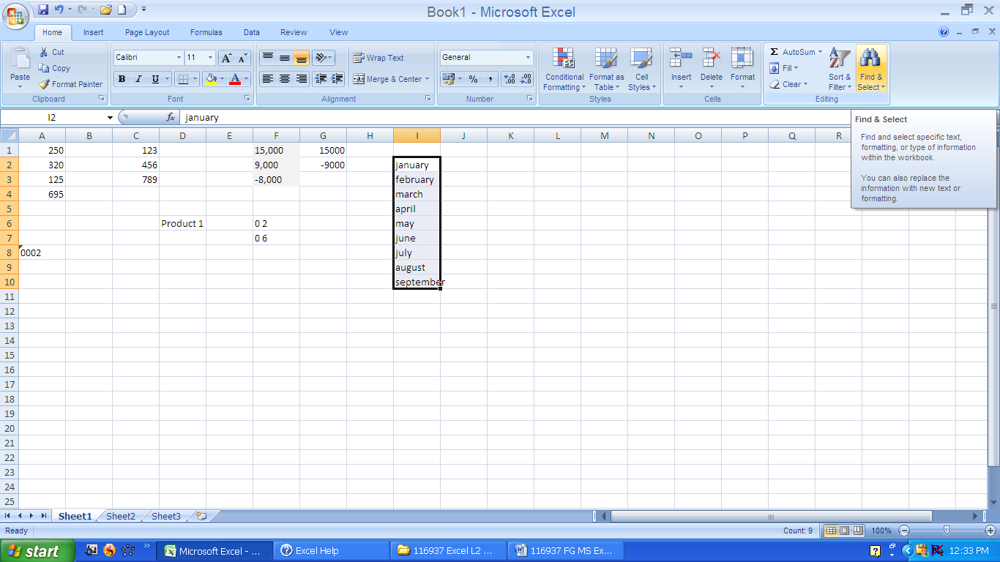 Book1 - Microsoft Excel
Home Insert Page Layout Formulas Data Review View
Paste
Cut
Copy
Format Painter
Clipboard
Calibri 11
B I U A
Font
Wrap Text
Merge & Center
Alignment
General
%
Number
Conditional Formatting
Format as Table
Cell Styles
Styles
Insert Delete Format
Cells
Σ AutoSum
Fill
Clear
Sort & Filter
Find & Select
Editing
I2 fx january
Find & Select
Find and select specific text,
formatting, or type of information
within the workbook.
You can also replace the
information with new text or
formatting.
A B C D E F G H I J K L M N O P Q R
1 250 123 15,000 15000
2 320 456 9,000 -9000 january
3 125 789 -8,000 february
4 695 march
5 april
6 Product 1 0 2 may
7 0 6 june
8 0002 july
9 august
10 september
11
12
13
14
15
16
17
18
19
20
21
22
23
24
25
Sheet1 Sheet2 Sheet3
Ready Count: 9 100%
start Microsoft Excel - ... Excel Help 116937 Excel L2 ... 116937 FG MS Ex... 12:33 PM